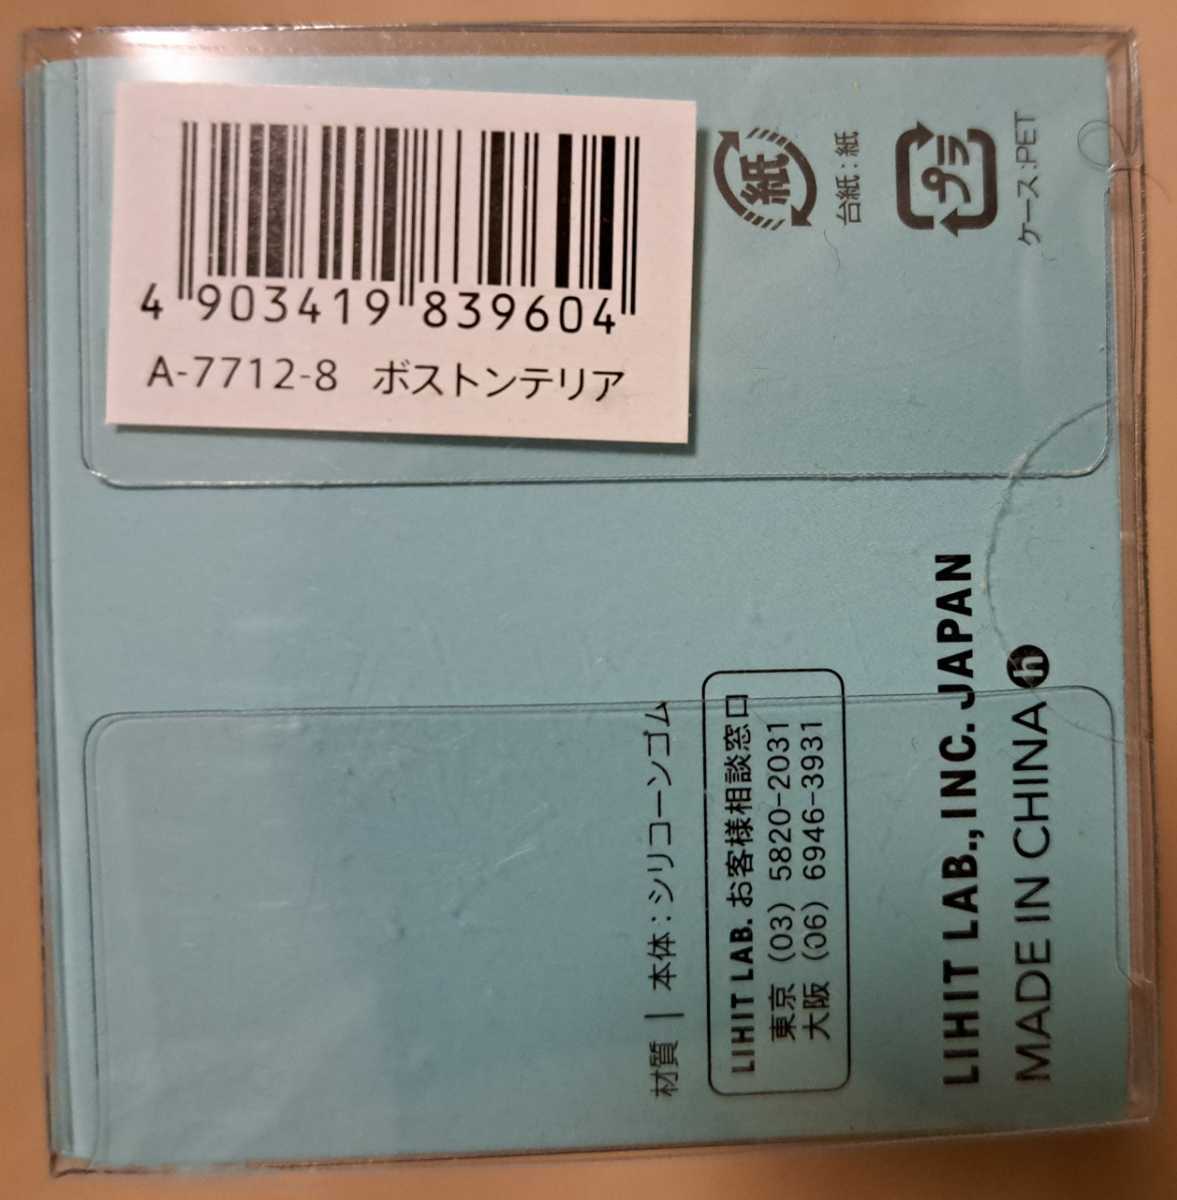 4 903419 839604
A-7712-8 ボストンテリア
紙
台紙：紙
プラ
ケース：PET
材質 | 本体：シリコーンゴム
LIHIT LAB. お客様相談窓口
東京 (03) 5820-2031
大阪 (06) 6946-3931
LIHIT LAB., INC. JAPAN
MADE IN CHINA h